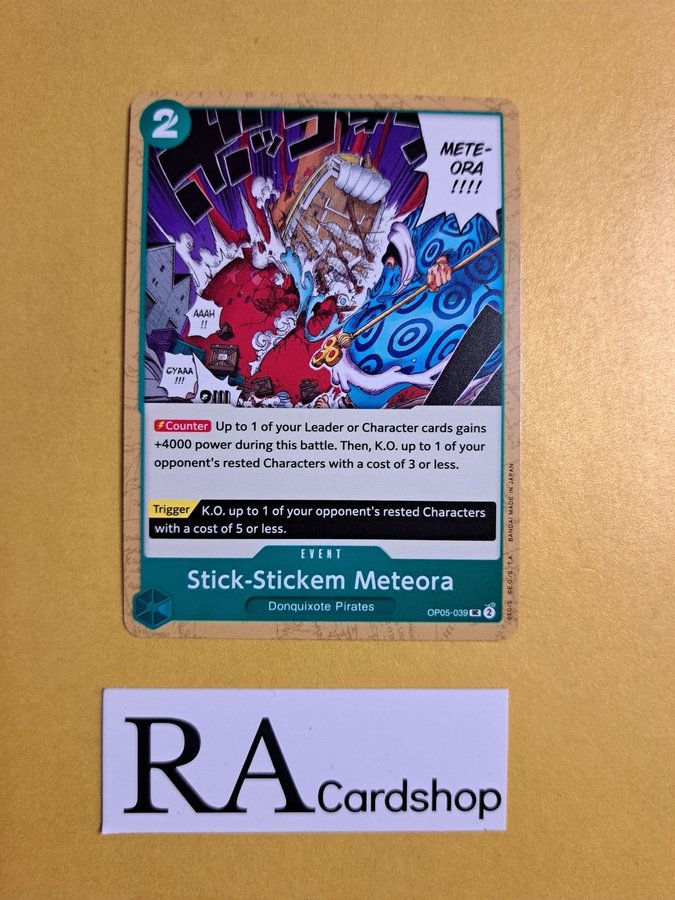 2
METE-
ORA
!!!!
AAAH
!!
GYAAA
!!!
Counter Up to 1 of your Leader or Character cards gains
+4000 power during this battle. Then, K.O. up to 1 of your
opponent's rested Characters with a cost of 3 or less.
Trigger K.O. up to 1 of your opponent's rested Characters
with a cost of 5 or less.
EVENT
Stick-Stickem Meteora
Donquixote Pirates
OP05-039 UC 2
BANDAI MADE IN JAPAN
RA Cardshop